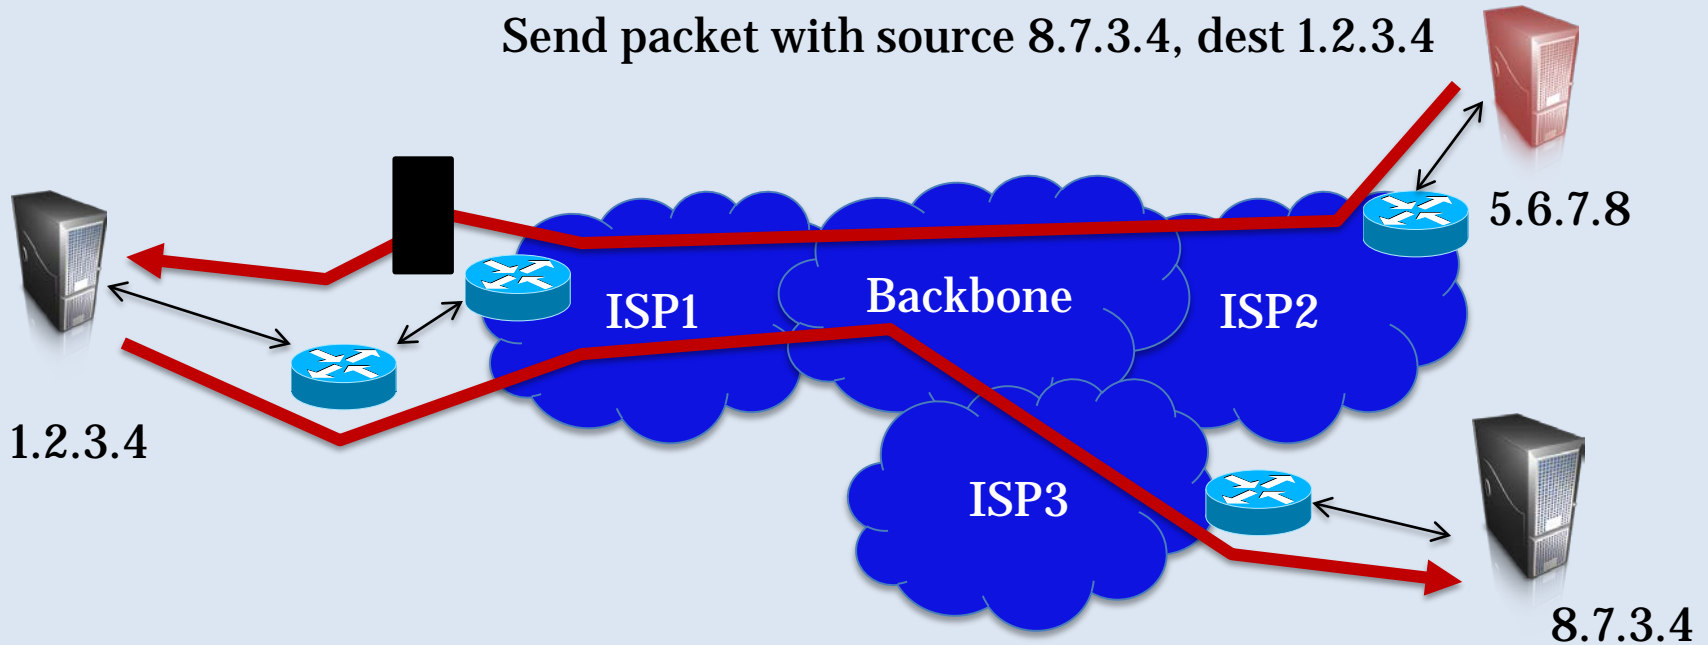 Send packet with source 8.7.3.4, dest 1.2.3.4
5.6.7.8
Backbone
ISP1
ISP2
1.2.3.4
ISP3
8.7.3.4